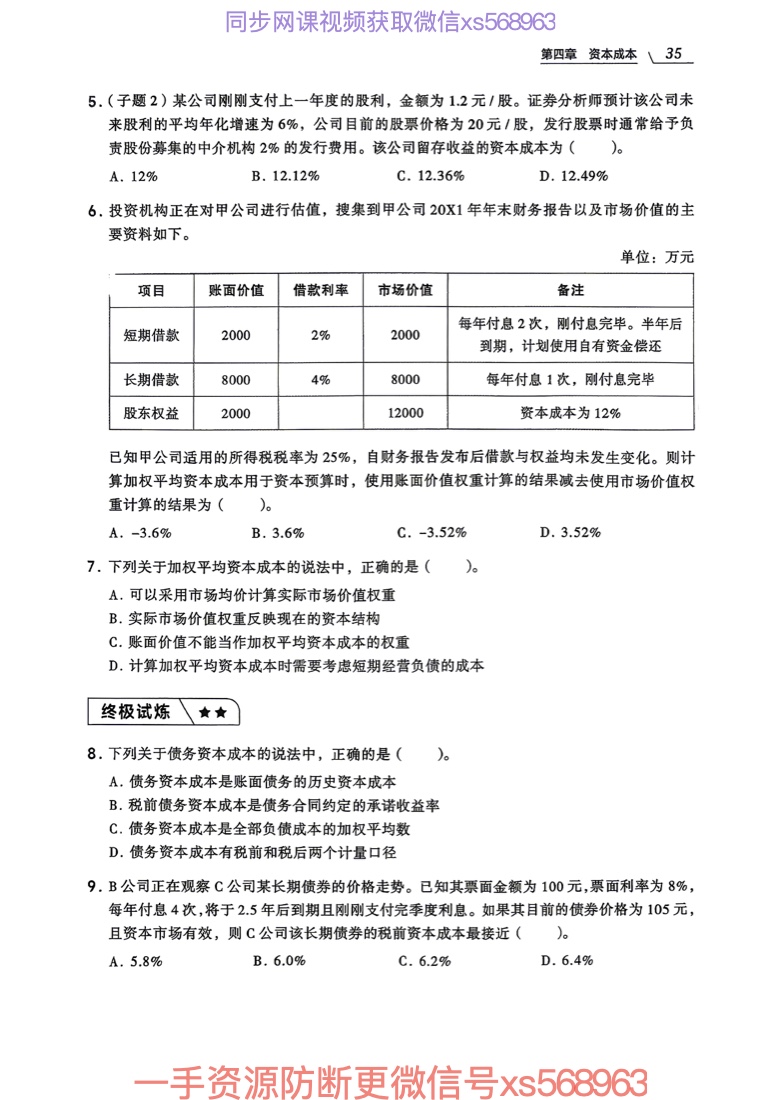 同步网课视频获取微信xs568963
第四章 资本成本 35
5.（子题 2）某公司刚刚支付上一年度的股利，金额为 1.2 元 / 股。证券分析师预计该公司未
来股利的平均年化增速为 6%，公司目前的股票价格为 20 元 / 股，发行股票时通常给予负
责股份募集的中介机构 2% 的发行费用。该公司留存收益的资本成本为（ ）。
A. 12% B. 12.12% C. 12.36% D. 12.49%
6. 投资机构正在对甲公司进行估值，搜集到甲公司 20X1 年年末财务报告以及市场价值的主
要资料如下。
单位：万元
项目 账面价值 借款利率 市场价值 备注
短期借款 2000 2% 2000 每年付息 2 次，刚付息完毕。半年后
到期，计划使用自有资金偿还
长期借款 8000 4% 8000 每年付息 1 次，刚付息完毕
股东权益 2000 12000 资本成本为 12%
已知甲公司适用的所得税税率为 25%，自财务报告发布后借款与权益均未发生变化。则计
算加权平均资本成本用于资本预算时，使用账面价值权重计算的结果减去使用市场价值权
重计算的结果为（ ）。
A. -3.6% B. 3.6% C. -3.52% D. 3.52%
7. 下列关于加权平均资本成本的说法中，正确的是（ ）。
A. 可以采用市场均价计算实际市场价值权重
B. 实际市场价值权重反映现在的资本结构
C. 账面价值不能当作加权平均资本成本的权重
D. 计算加权平均资本成本时需要考虑短期经营负债的成本
终极试炼 ★★
8. 下列关于债务资本成本的说法中，正确的是（ ）。
A. 债务资本成本是账面债务的历史资本成本
B. 税前债务资本成本是债务合同约定的承诺收益率
C. 债务资本成本是全部负债成本的加权平均数
D. 债务资本成本有税前和税后两个计量口径
9. B 公司正在观察 C 公司某长期债券的价格走势。已知其票面金额为 100 元，票面利率为 8%，
每年付息 4 次，将于 2.5 年后到期且刚刚支付完季度利息。如果其目前的债券价格为 105 元，
且资本市场有效，则 C 公司该长期债券的税前资本成本最接近（ ）。
A. 5.8% B. 6.0% C. 6.2% D. 6.4%
一手资源防断更微信号xs568963